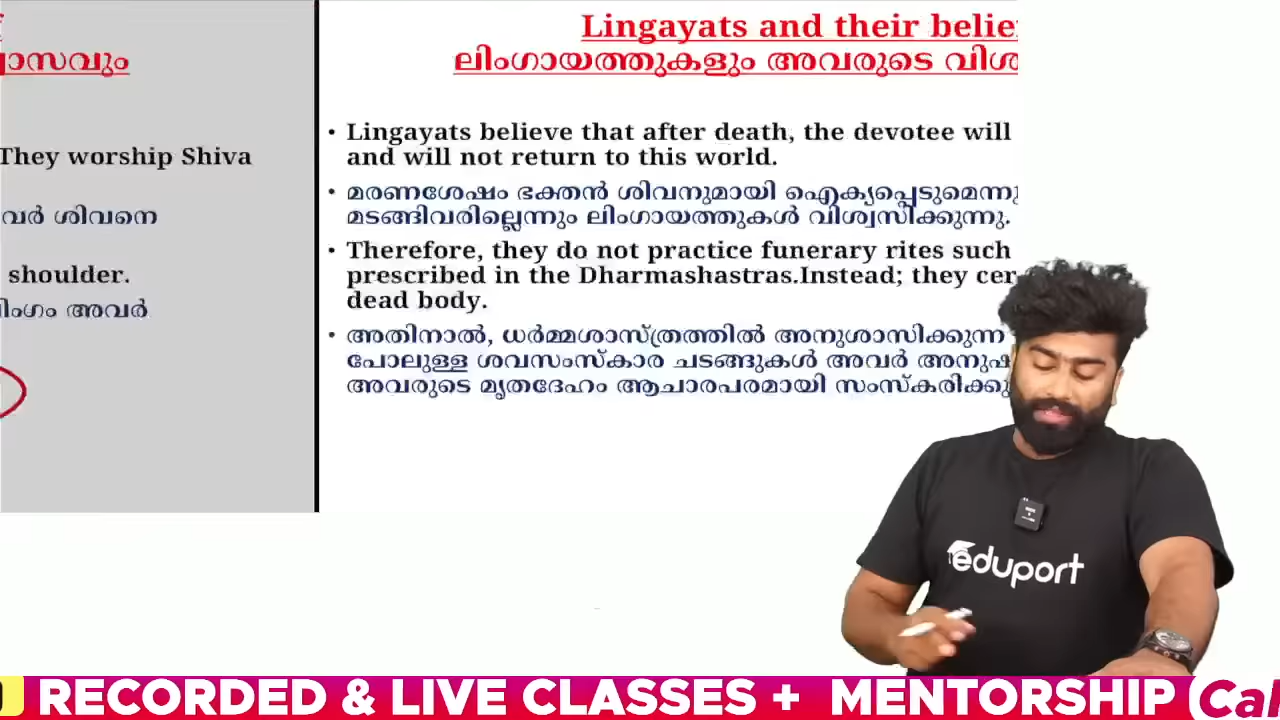 ാസവും
They worship Shiva
വർ ശിവനെ
shoulder.
ിംഗം അവർ
Lingayats and their belie
ലിംഗായത്തുകളും അവരുടെ വിശ
• Lingayats believe that after death, the devotee will
and will not return to this world.
• മരണശേഷം ഭക്തൻ ശിവനുമായി ഐക്യപ്പെടുമെന്നു
മടങ്ങിവരില്ലെന്നും ലിംഗായത്തുകൾ വിശ്വസിക്കുന്നു.
• Therefore, they do not practice funerary rites such
prescribed in the Dharmashastras.Instead; they cer
dead body.
• അതിനാൽ, ധർമ്മശാസ്ത്രത്തിൽ അനുശാസിക്കുന്ന
പോലുള്ള ശവസംസ്കാര ചടങ്ങുകൾ അവർ അനുഷ
അവരുടെ മൃതദേഹം ആചാരപരമായി സംസ്കരിക്കു
eduport
RECORDED & LIVE CLASSES + MENTORSHIP (Cal